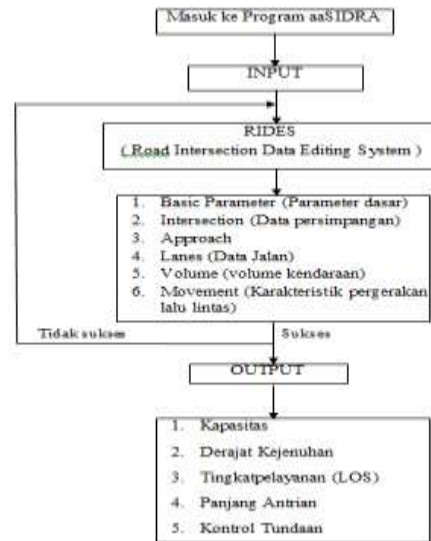 Masuk ke Program aaSIDRA
INPUT
RIDES
( Road Intersection Data Editing System )
1. Basic Parameter (Parameter dasar)
2. Intersection (Data persimpangan)
3. Approach
4. Lanes (Data Jalan)
5. Volume (volume kendaraan)
6. Movement (Karakteristik pergerakan
lalu lintas)
Tidak sukses
Sukses
OUTPUT
1. Kapasitas
2. Derajat Kejenuhan
3. Tingkatpelayanan (LOS)
4. Panjang Antrian
5. Kontrol Tundaan